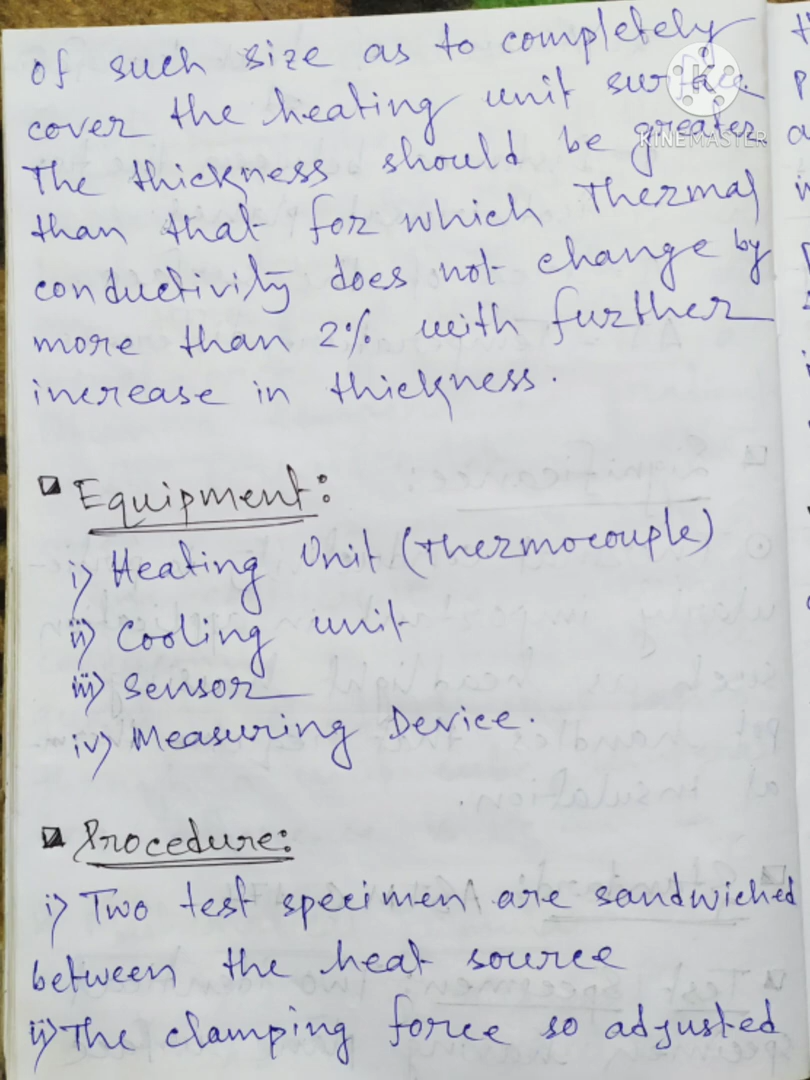 of such size as to completely
cover the heating unit surface.
KINEMASTER
The thickness should be greater
than that for which Thermal
conductivity does not change by
more than 2% with further
increase in thickness.
Equipment:
i) Heating Unit (Thermocouple)
ii) Cooling unit
iii) Sensor
iv) Measuring Device.
Procedure:
i) Two test specimen are sandwiched
between the heat source
ii) The clamping force so adjusted